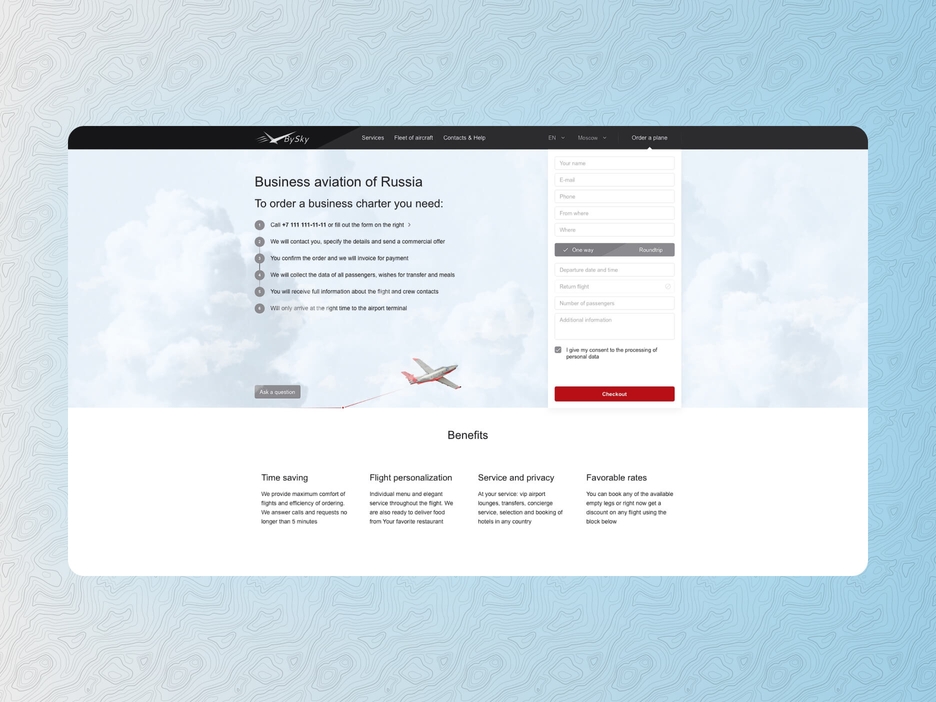 BySky
Services Fleet of aircraft Contacts & Help EN Moscow Order a plane
Business aviation of Russia
To order a business charter you need:
1 Call +7 111 111-11-11 or fill out the form on the right
2 We will contact you, specify the details and send a commercial offer
3 You confirm the order and we will invoice for payment
4 We will collect the data of all passengers, wishes for transfer and meals
5 You will receive full information about the flight and crew contacts
6 Will only arrive at the right time to the airport terminal
Ask a question
Your name
E-mail
Phone
From where
Where
One way Roundtrip
Departure date and time
Return flight
Number of passengers
Additional information
I give my consent to the processing of
personal data
Checkout
Benefits
Time saving
We provide maximum comfort of
flights and efficiency of ordering.
We answer calls and requests no
longer than 5 minutes
Flight personalization
Individual menu and elegant
service throughout the flight. We
are also ready to deliver food
from Your favorite restaurant
Service and privacy
At your service: vip airport
lounges, transfers, concierge
service, selection and booking of
hotels in any country
Favorable rates
You can book any of the available
empty legs or right now get a
discount on any flight using the
block below